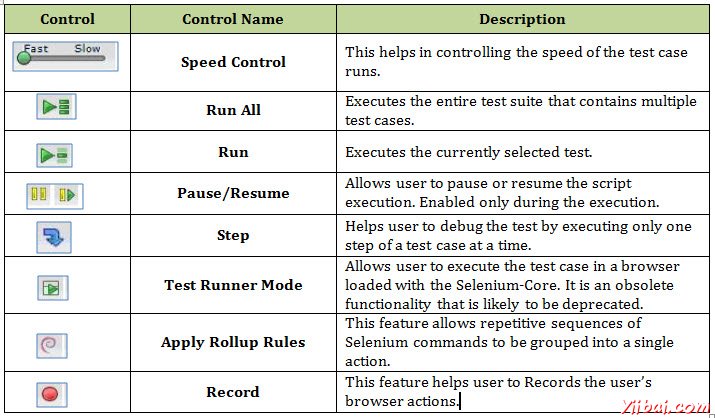 Control Control Name Description
Fast Slow
Speed Control
This helps in controlling the speed of the test case
runs.
Run All
Executes the entire test suite that contains multiple
test cases.
Run
Executes the currently selected test.
Pause/Resume
Allows user to pause or resume the script
execution. Enabled only during the execution.
Step
Helps user to debug the test by executing only one
step of a test case at a time.
Test Runner Mode
Allows user to execute the test case in a browser
loaded with the Selenium-Core. It is an obsolete
functionality that is likely to be deprecated.
Apply Rollup Rules
This feature allows repetitive sequences of
Selenium commands to be grouped into a single
action.
Record
This feature helps user to Records the user's
browser actions.
Yiibai.com